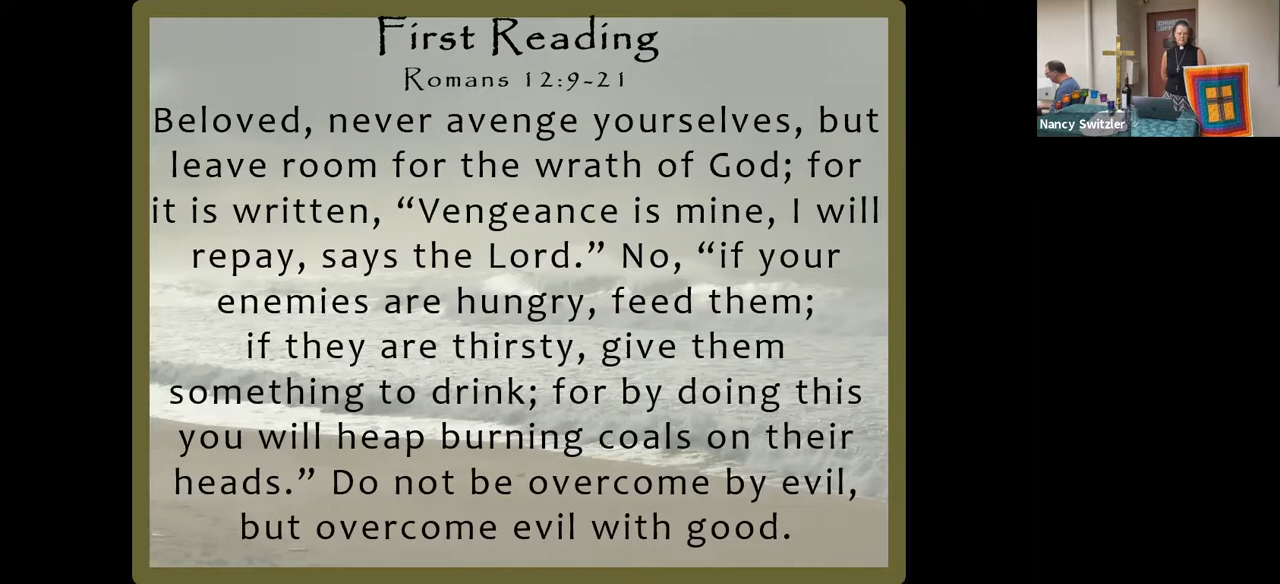 First Reading
Romans 12:9-21
Beloved, never avenge yourselves, but
leave room for the wrath of God; for
it is written, “Vengeance is mine, I will
repay, says the Lord.” No, “if your
enemies are hungry, feed them;
if they are thirsty, give them
something to drink; for by doing this
you will heap burning coals on their
heads.” Do not be overcome by evil,
but overcome evil with good.
Nancy Switzler